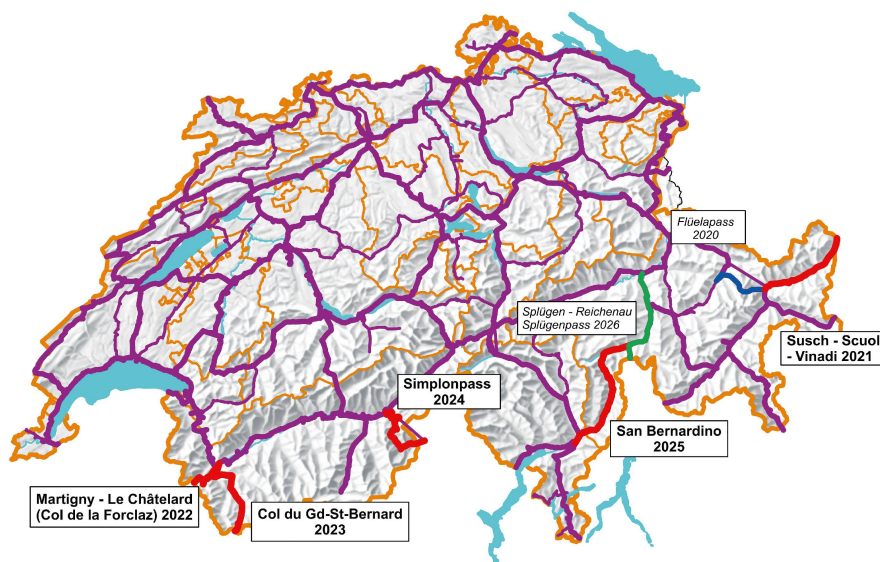 Flüelapass
2020
Splügen - Reichenau
Splügenpass 2026
Susch - Scuol
- Vinadi 2021
Simplonpass
2024
San Bernardino
2025
Martigny - Le Châtelard
(Col de la Forclaz) 2022
Col du Gd-St-Bernard
2023